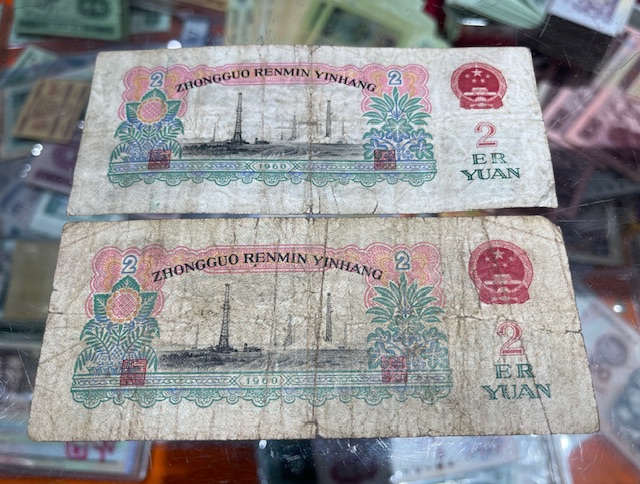 2 2
ZHONGGUO RENMIN YINHANG
2
ER
YUAN
1960
2 2
ZHONGGUO RENMIN YINHANG
2
ER
YUAN
1960